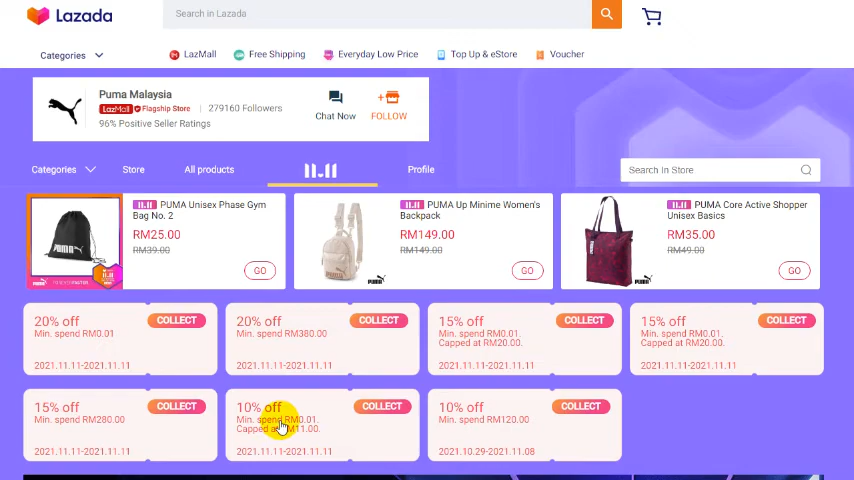 Lazada
Search in Lazada
Categories
LazMall
Free Shipping
Everyday Low Price
Top Up & eStore
Voucher
Puma Malaysia
LazMall Flagship Store | 279160 Followers
96% Positive Seller Ratings
Chat Now
FOLLOW
Categories
Store
All products
11.11
Profile
Search In Store
11.11 PUMA Unisex Phase Gym
Bag No. 2
RM25.00
RM39.00
GO
11.11 PUMA Up Minime Women's
Backpack
RM149.00
RM149.00
GO
11.11 PUMA Core Active Shopper
Unisex Basics
RM35.00
RM49.00
GO
20% off
COLLECT
Min. spend RM0.01
2021.11.11-2021.11.11
20% off
COLLECT
Min. spend RM380.00
2021.11.11-2021.11.11
15% off
COLLECT
Min. spend RM0.01.
Capped at RM20.00.
2021.11.11-2021.11.11
15% off
COLLECT
Min. spend RM0.01.
Capped at RM20.00.
2021.11.11-2021.11.11
15% off
COLLECT
Min. spend RM280.00
2021.11.11-2021.11.11
10% off
COLLECT
Min. spend RM0.01.
Capped at RM11.00.
2021.11.11-2021.11.11
10% off
COLLECT
Min. spend RM120.00
2021.10.29-2021.11.08